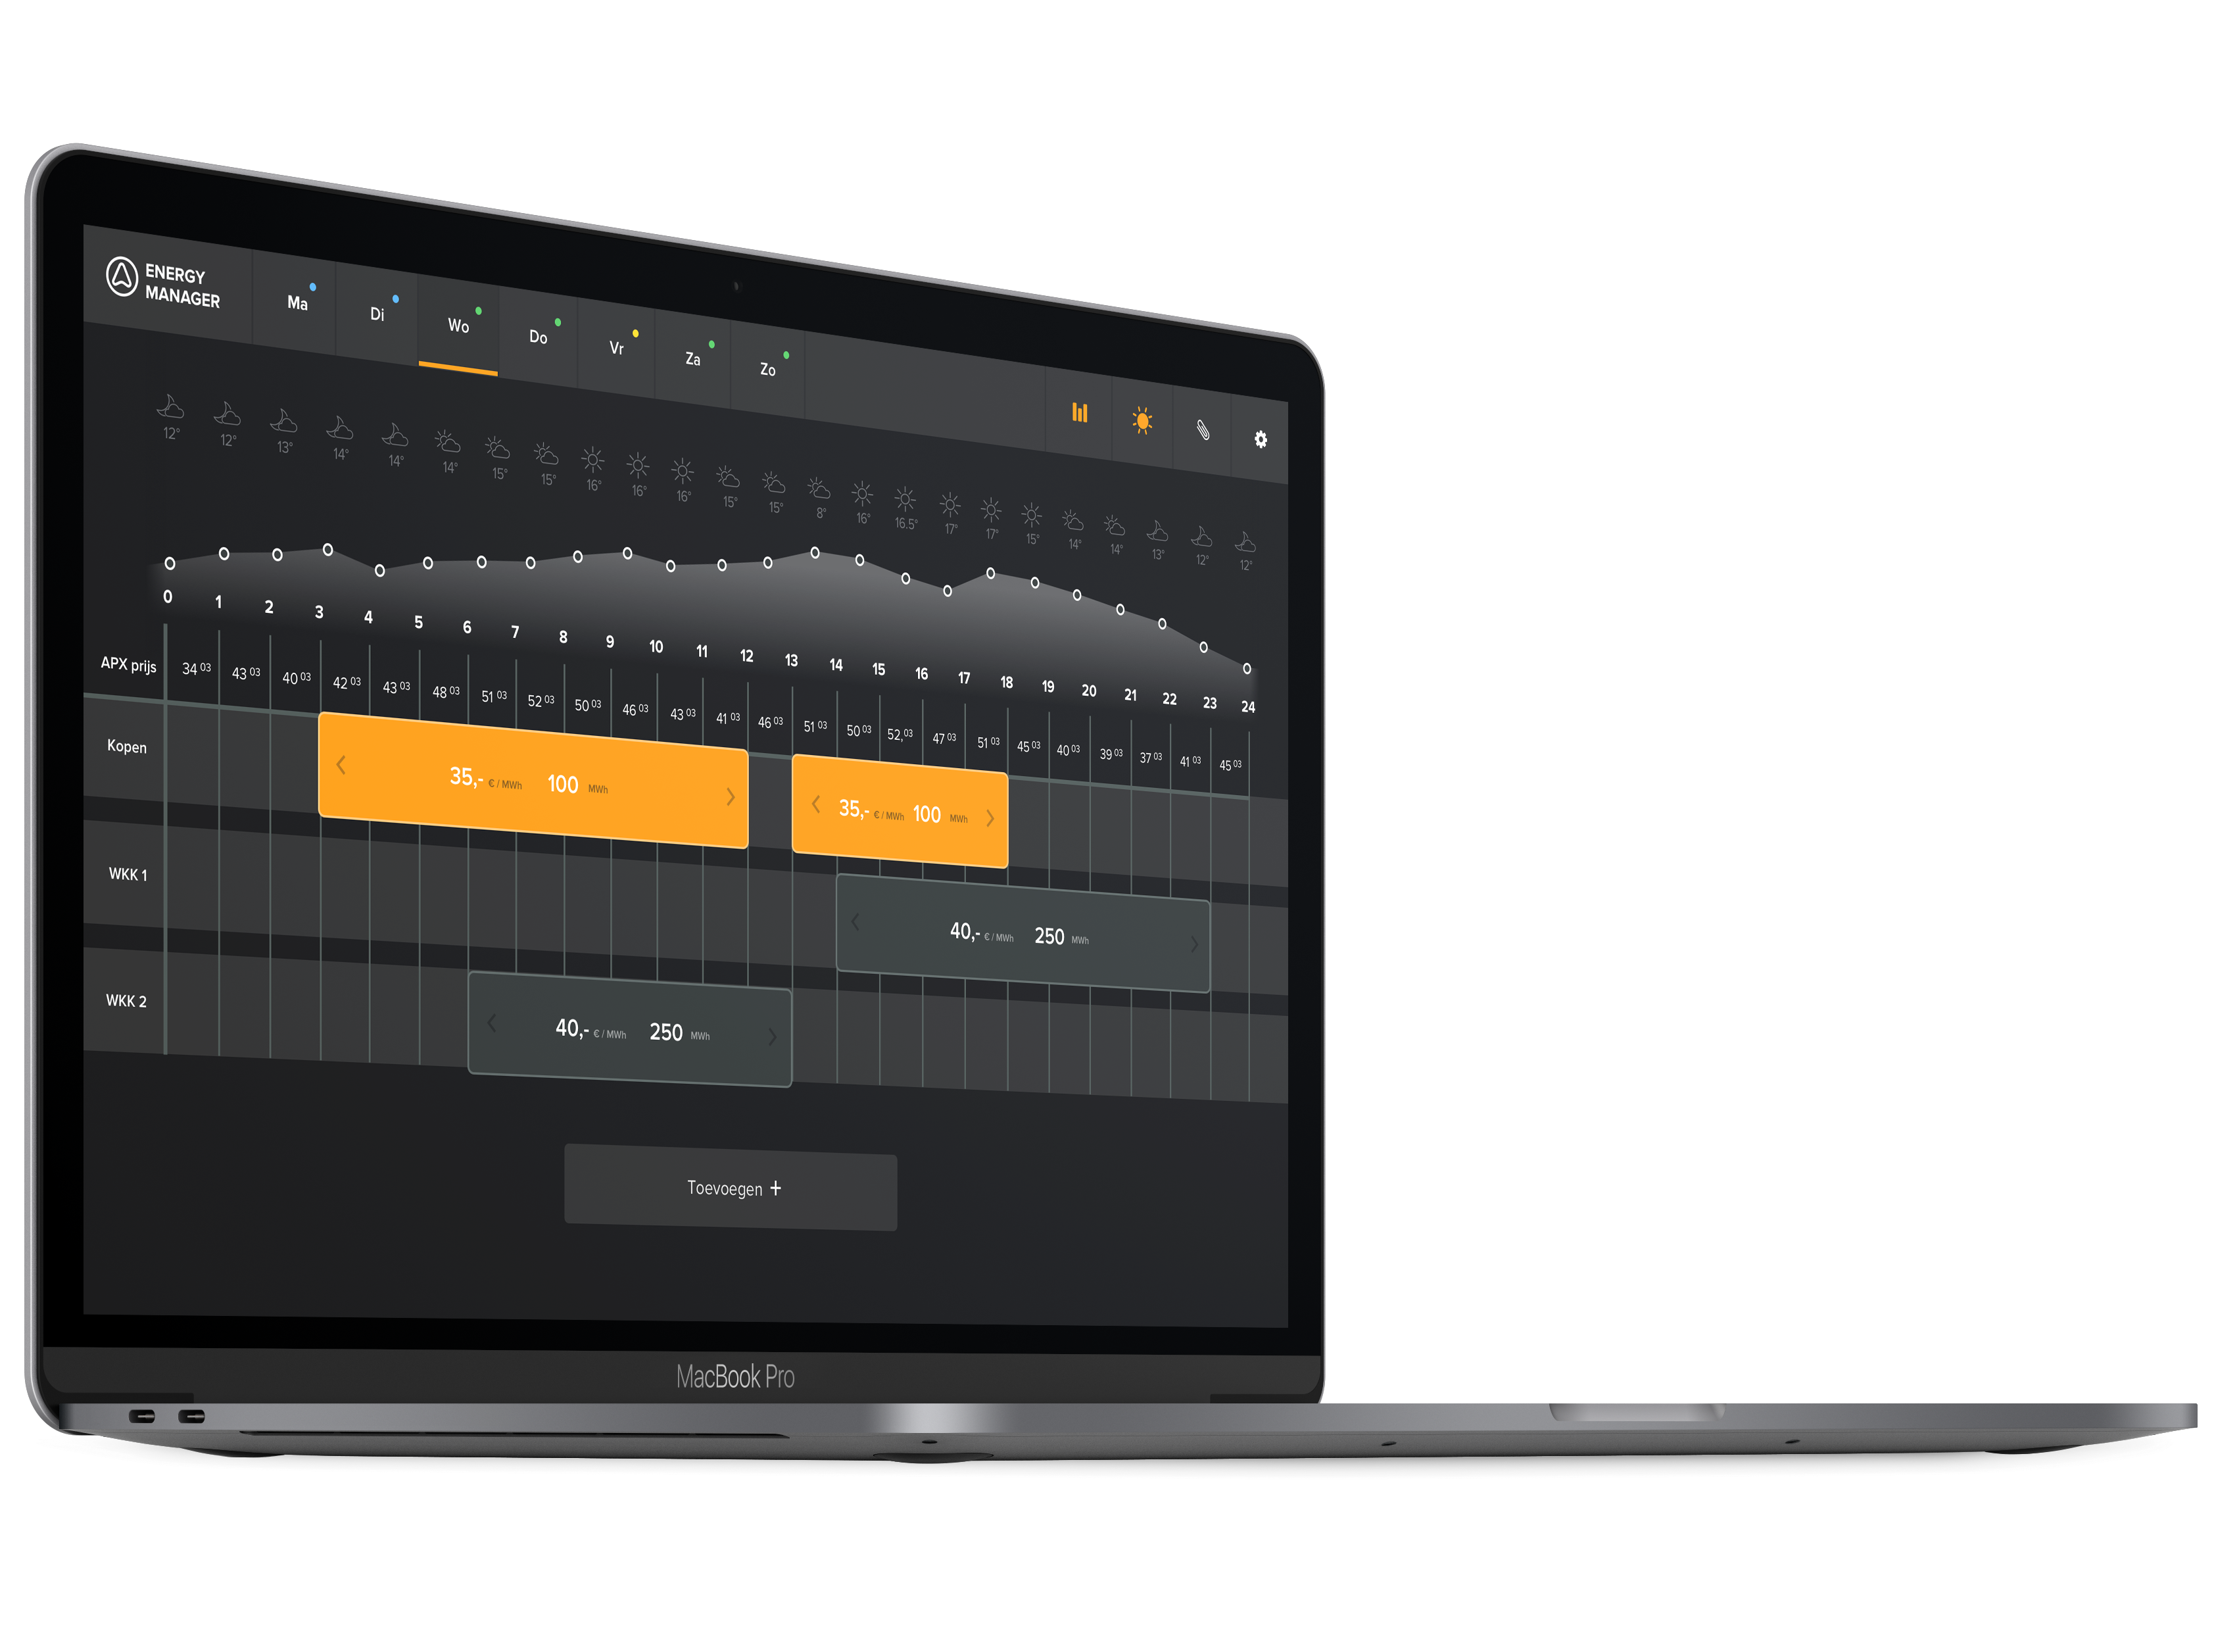 ENERGY
MANAGER
Ma
Di
Wo
Do
Vr
Za
Zo
12° 12° 13° 14° 14° 14° 15° 15° 16° 16° 16° 15° 15° 8° 16° 16.5° 17° 17° 15° 14° 14° 13° 12° 12°
0 1 2 3 4 5 6 7 8 9 10 11 12 13 14 15 16 17 18 19 20 21 22 23 24
APX prijs 34 03 43 03 40 03 42 03 43 03 48 03 51 03 52 03 50 03 46 03 43 03 41 03 46 03 51 03 50 03 52,03 47 03 51 03 45 03 40 03 39 03 37 03 41 03 45 03
Kopen 35,- € / MWh 100 MWh 35,- € / MWh 100 MWh
WKK 1 40,- € / MWh 250 MWh
WKK 2 40,- € / MWh 250 MWh
Toevoegen +
MacBook Pro